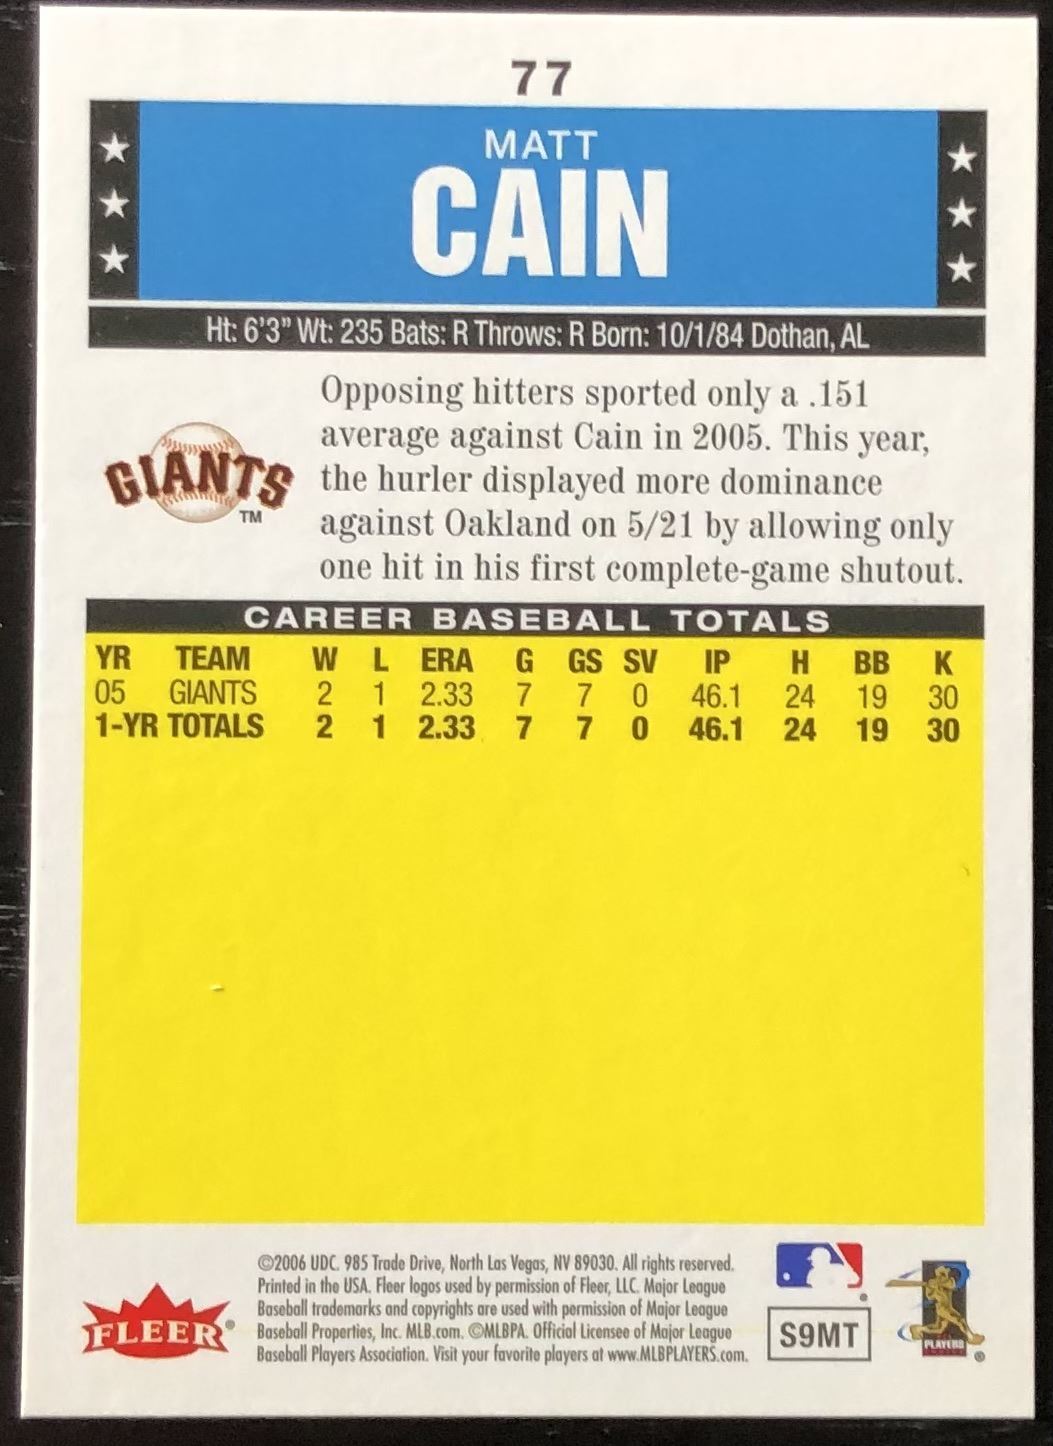 77
MATT
CAIN
Ht: 6'3" Wt: 235 Bats: R Throws: R Born: 10/1/84 Dothan, AL
GIANTS
TM
Opposing hitters sported only a .151
average against Cain in 2005. This year,
the hurler displayed more dominance
against Oakland on 5/21 by allowing only
one hit in his first complete-game shutout.
CAREER BASEBALL TOTALS
YR TEAM W L ERA G GS SV IP H BB K
05 GIANTS 2 1 2.33 7 7 0 46.1 24 19 30
1-YR TOTALS 2 1 2.33 7 7 0 46.1 24 19 30
FLEER®
©2006 UDC. 985 Trade Drive, North Las Vegas, NV 89030. All rights reserved.
Printed in the USA. Fleer logos used by permission of Fleer, LLC. Major League
Baseball trademarks and copyrights are used with permission of Major League
Baseball Properties, Inc. MLB.com. ©MLBPA. Official Licensee of Major League
Baseball Players Association. Visit your favorite players at www.MLBPLAYERS.com.
®
S9MT
PLAYERS
®